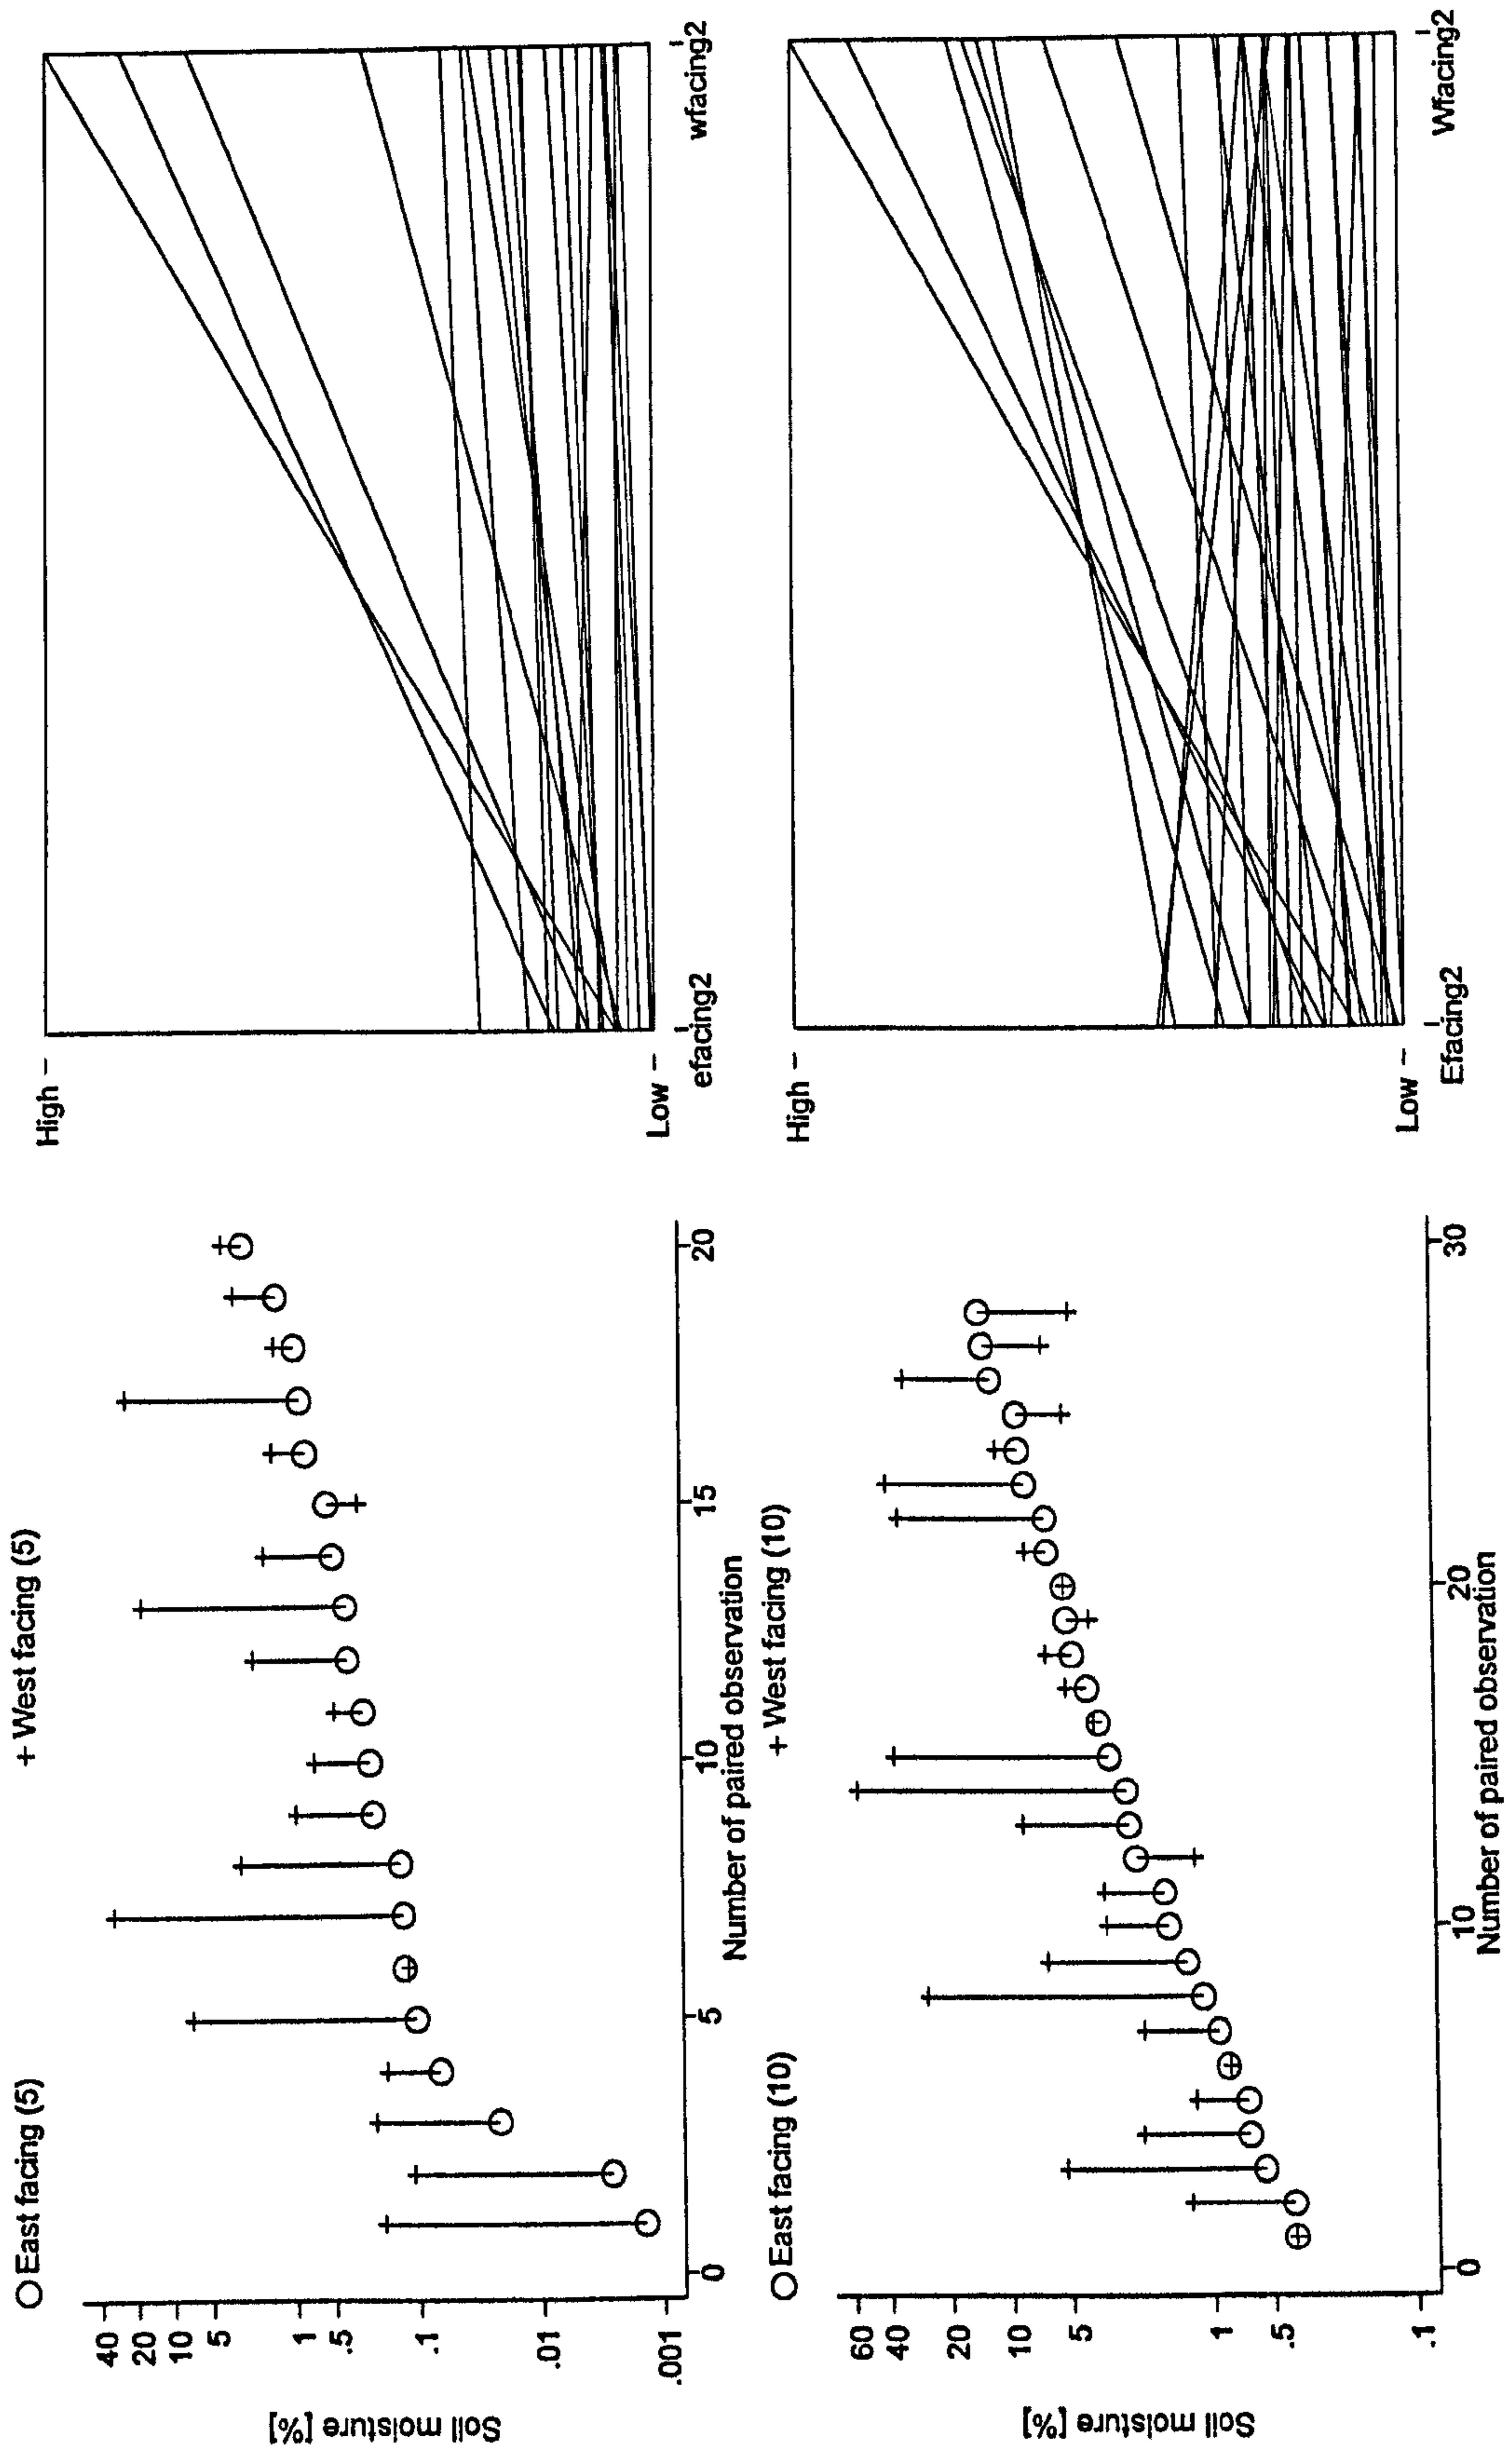 ○ East facing (5) + West facing (5)
Soil moisture [%]
40
20
10
5
1
.5
.1
.01
.001
0 5 10 15 20
Number of paired observation
High
Low
efacing2 wfacing2
○ East facing (10) + West facing (10)
Soil moisture [%]
60
40
20
10
5
1
.5
.1
0 10 20 30
Number of paired observation
High
Low
Efacing2 Wfacing2